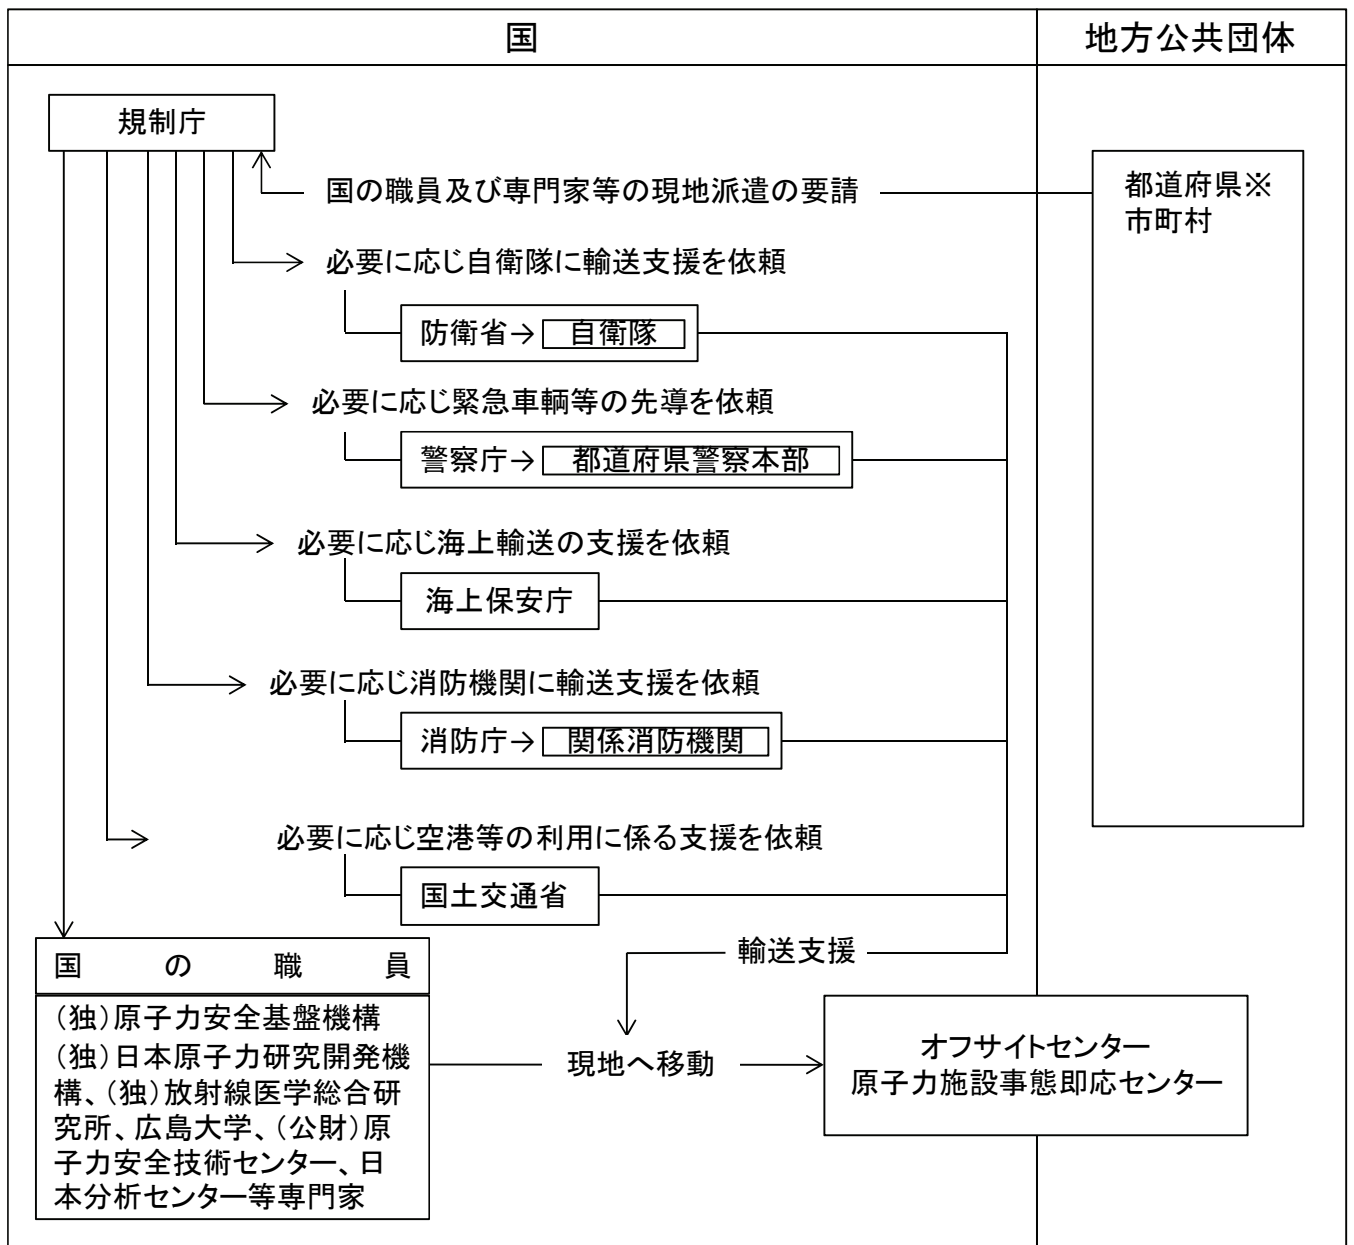 国
地方公共団体
規制庁
国の職員及び専門家等の現地派遣の要請
都道府県※
市町村
必要に応じ自衛隊に輸送支援を依頼
防衛省→ 自衛隊
必要に応じ緊急車輌等の先導を依頼
警察庁→ 都道府県警察本部
必要に応じ海上輸送の支援を依頼
海上保安庁
必要に応じ消防機関に輸送支援を依頼
消防庁→ 関係消防機関
必要に応じ空港等の利用に係る支援を依頼
国土交通省
輸送支援
国の職員
（独）原子力安全基盤機構
（独）日本原子力研究開発機
構、（独）放射線医学総合研
究所、広島大学、（公財）原
子力安全技術センター、日
本分析センター等専門家
現地へ移動
オフサイトセンター
原子力施設事態即応センター